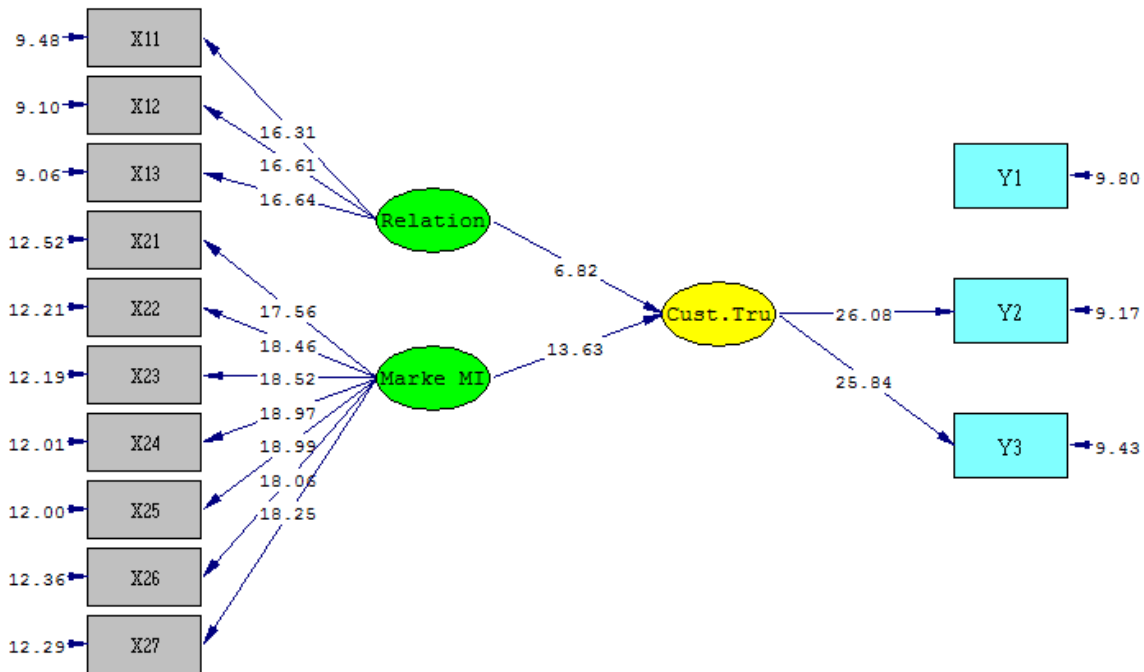 9.48 X11
9.10 X12
16.31
16.61
9.06 X13
16.64
Y1 9.80
Relation
12.52 X21
6.82
12.21 X22
17.56
Cust.Tru
26.08
Y2 9.17
18.46
13.63
12.19 X23
18.52
Marke MI
25.84
18.97
12.01 X24
18.99
Y3 9.43
18.06
12.00 X25
18.25
12.36 X26
12.29 X27